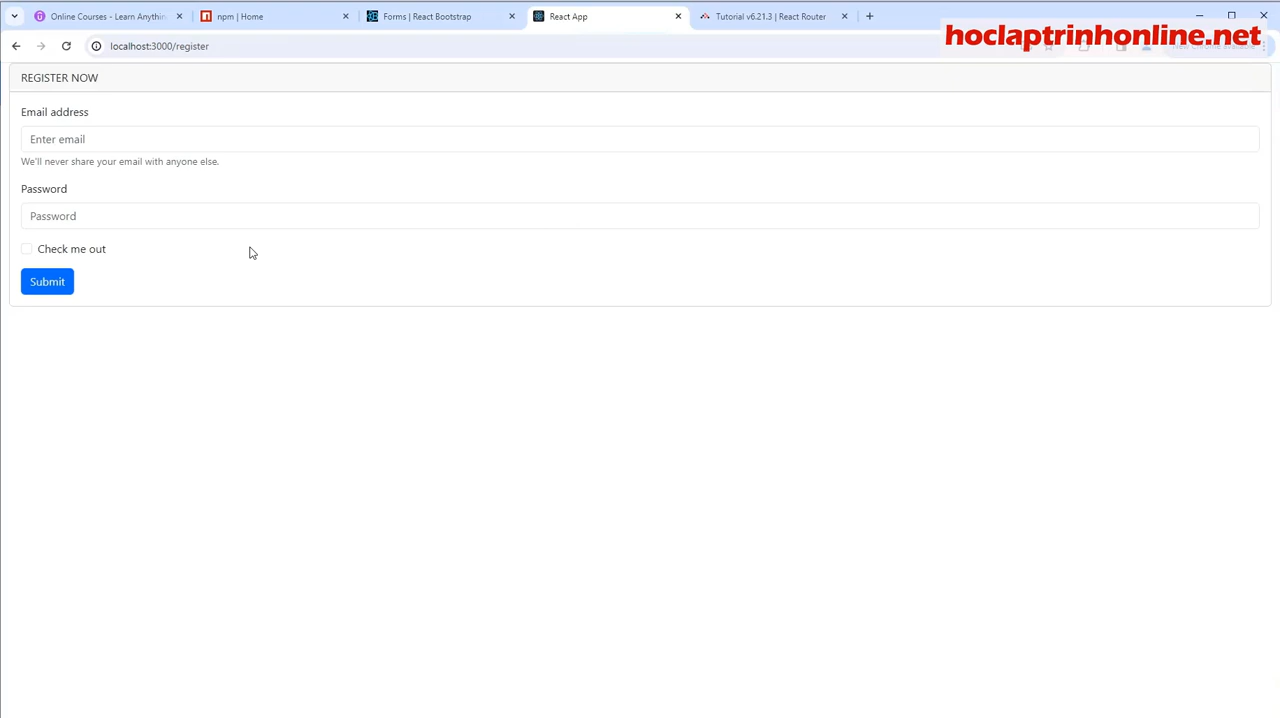 Online Courses - Learn Anythin
npm | Home
Forms | React Bootstrap
React App
Tutorial v6.21.3 | React Router
hoclaptrinhonline.net
localhost:3000/register
REGISTER NOW
Email address
Enter email
We'll never share your email with anyone else.
Password
Password
Check me out
Submit